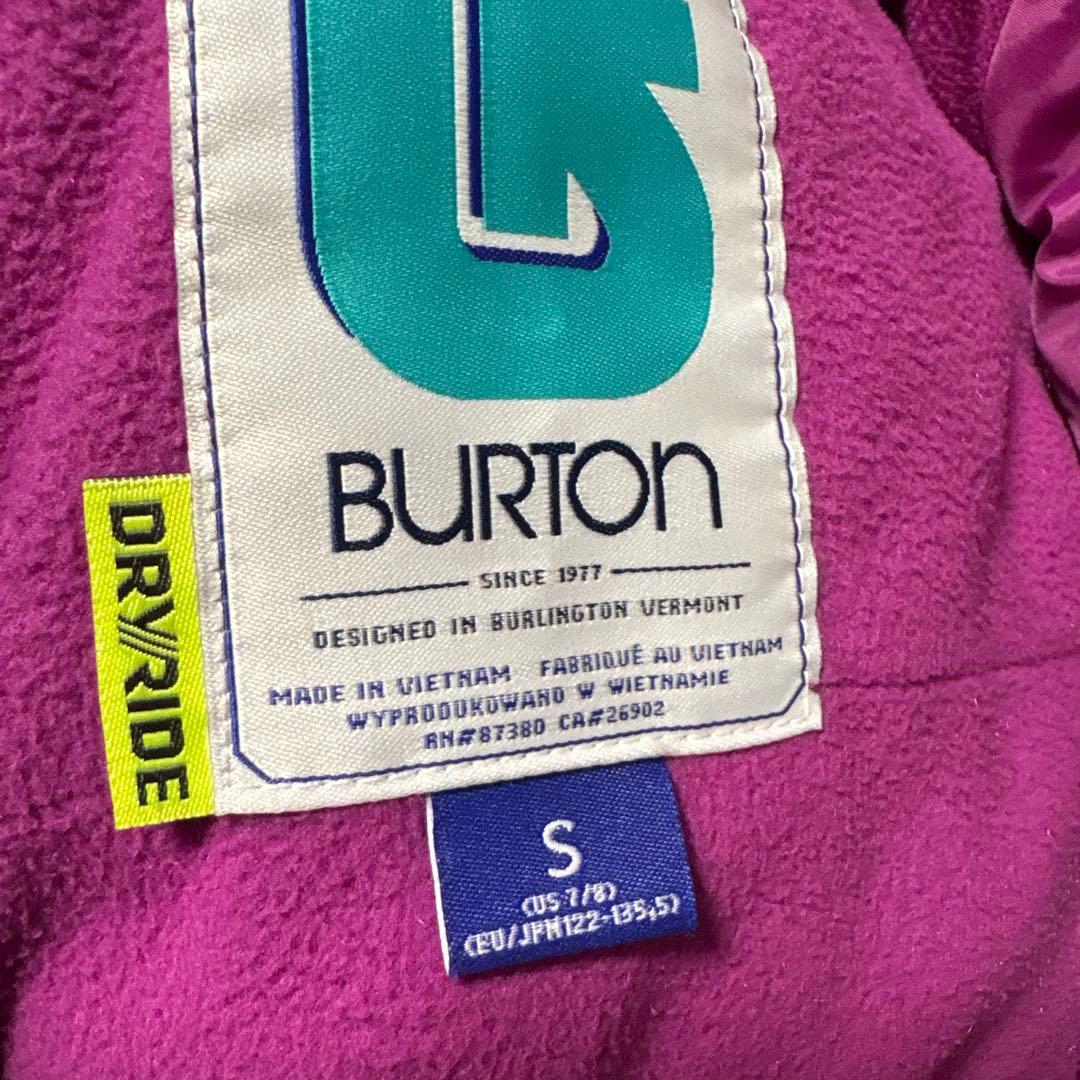 BURTON
SINCE 1977
DESIGNED IN BURLINGTON VERMONT
MADE IN VIETNAM FABRIQUÉ AU VIETNAM
WYPRODUKOWANO W WIETNAMIE
RN#87380 CA#26902
DRY//RIDE
S
(US 7/8)
(EU/JPN122-135,5)